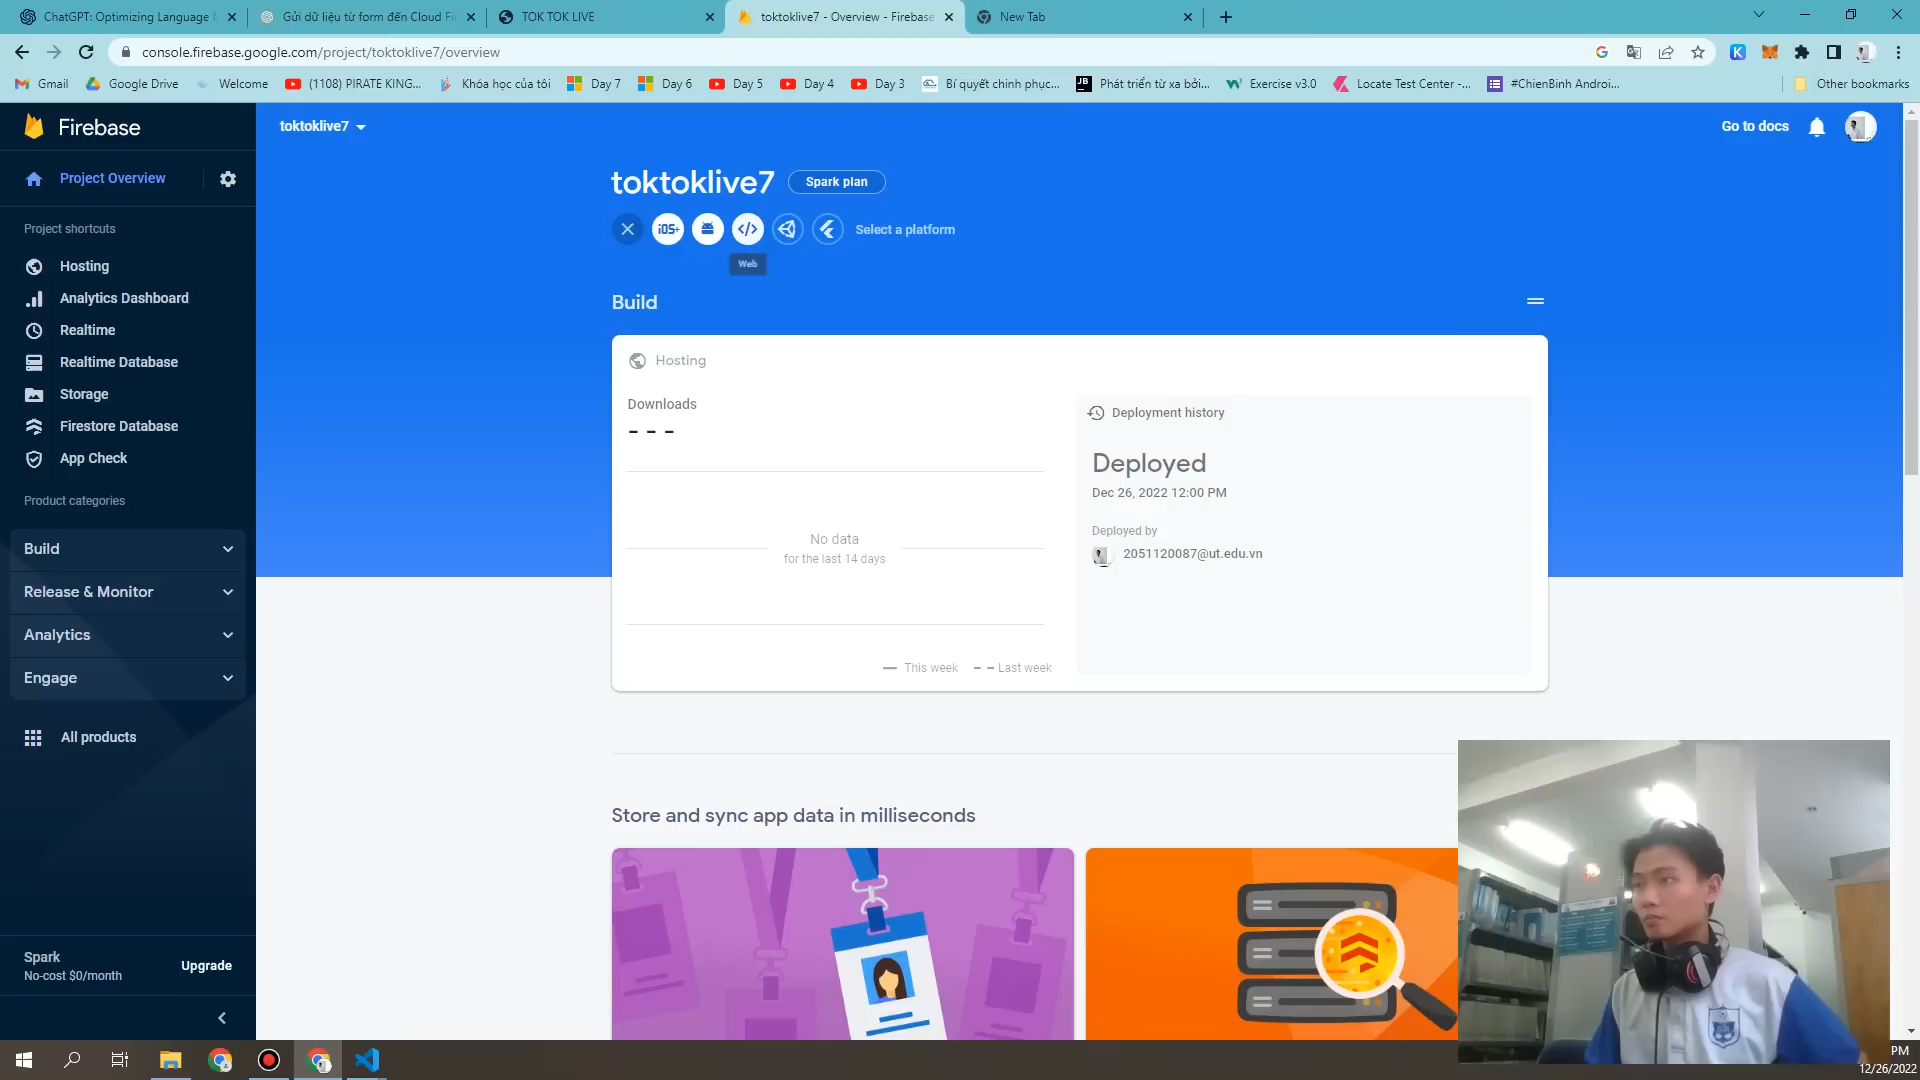 ChatGPT: Optimizing Language
Gửi dữ liệu từ form đến Cloud Fi
TOK TOK LIVE
toktoklive7 - Overview - Firebase
New Tab
console.firebase.google.com/project/toktoklive7/overview
Gmail
Google Drive
Welcome
(1108) PIRATE KING...
Khóa học của tôi
Day 7
Day 6
Day 5
Day 4
Day 3
Bí quyết chinh phục...
Phát triển từ xa bởi...
Exercise v3.0
Locate Test Center -...
#ChienBinh Androi...
Other bookmarks
Firebase
toktoklive7
Go to docs
Project Overview
toktoklive7
Spark plan
iOS+
Select a platform
Web
Project shortcuts
Hosting
Analytics Dashboard
Realtime
Realtime Database
Storage
Firestore Database
App Check
Product categories
Build
Release & Monitor
Analytics
Engage
All products
Spark
No-cost $0/month
Upgrade
Build
Hosting
Downloads
- - -
No data
for the last 14 days
This week
Last week
Deployment history
Deployed
Dec 26, 2022 12:00 PM
Deployed by
2051120087@ut.edu.vn
Store and sync app data in milliseconds
PM
12/26/2022